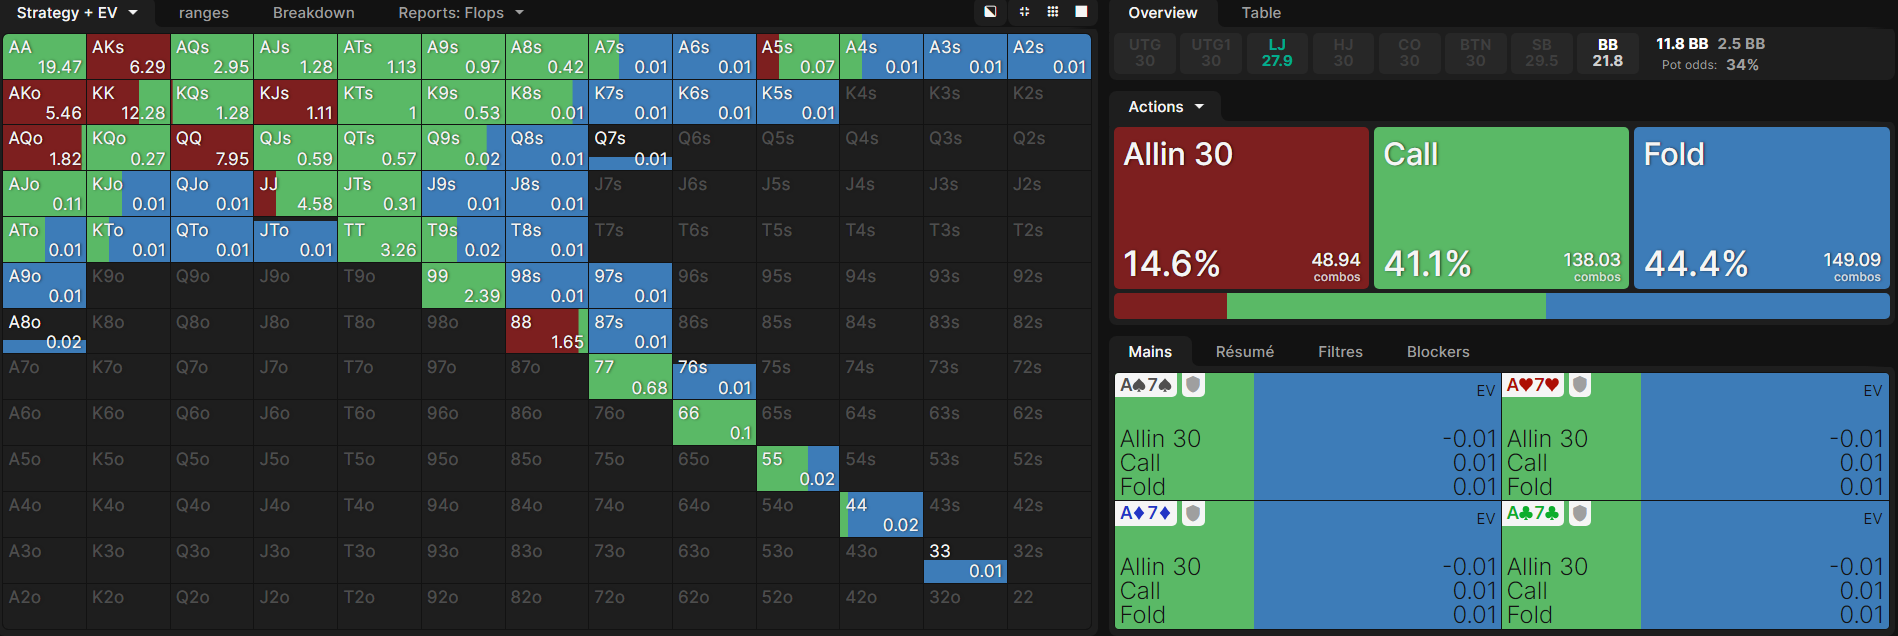 Strategy + EV ranges Breakdown Reports: Flops
AA AKs AQs AJs ATs A9s A8s A7s A6s A5s A4s A3s A2s
19.47 6.29 2.95 1.28 1.13 0.97 0.42 0.01 0.01 0.07 0.01 0.01 0.01
AKo KK KQs KJs KTs K9s K8s K7s K6s K5s K4s K3s K2s
5.46 12.28 1.28 1.11 1 0.53 0.01 0.01 0.01 0.01
AQo KQo QQ QJs QTs Q9s Q8s Q7s Q6s Q5s Q4s Q3s Q2s
1.82 0.27 7.95 0.59 0.57 0.02 0.01 0.01
AJo KJo QJo JJ JTs J9s J8s J7s J6s J5s J4s J3s J2s
0.11 0.01 0.01 4.58 0.31 0.01 0.01
ATo KTo QTo JTo TT T9s T8s T7s T6s T5s T4s T3s T2s
0.01 0.01 0.01 0.01 3.26 0.02 0.01
A9o K9o Q9o J9o T9o 99 98s 97s 96s 95s 94s 93s 92s
0.01 2.39 0.01 0.01
A8o K8o Q8o J8o T8o 98o 88 87s 86s 85s 84s 83s 82s
0.02 1.65 0.01
A7o K7o Q7o J7o T7o 97o 87o 77 76s 75s 74s 73s 72s
0.68 0.01
A6o K6o Q6o J6o T6o 96o 86o 76o 66 65s 64s 63s 62s
0.1
A5o K5o Q5o J5o T5o 95o 85o 75o 65o 55 54s 53s 52s
0.02
A4o K4o Q4o J4o T4o 94o 84o 74o 64o 54o 44 43s 42s
0.02
A3o K3o Q3o J3o T3o 93o 83o 73o 63o 53o 43o 33 32s
0.01
A2o K2o Q2o J2o T2o 92o 82o 72o 62o 52o 42o 32o 22
Overview Table
UTG UTG1 LJ HJ CO BTN SB BB 11.8 BB 2.5 BB
30 30 27.9 30 30 30 29.5 21.8 Pot odds: 34%
Actions
Allin 30 Call Fold
14.6% 48.94 41.1% 138.03 44.4% 149.09
combos combos combos
Mains Résumé Filtres Blockers
A♠7♠ EV A♥7♥ EV
Allin 30 -0.01 Allin 30 -0.01
Call 0.01 Call 0.01
Fold 0.01 Fold 0.01
A♦7♦ EV A♣7♣ EV
Allin 30 -0.01 Allin 30 -0.01
Call 0.01 Call 0.01
Fold 0.01 Fold 0.01